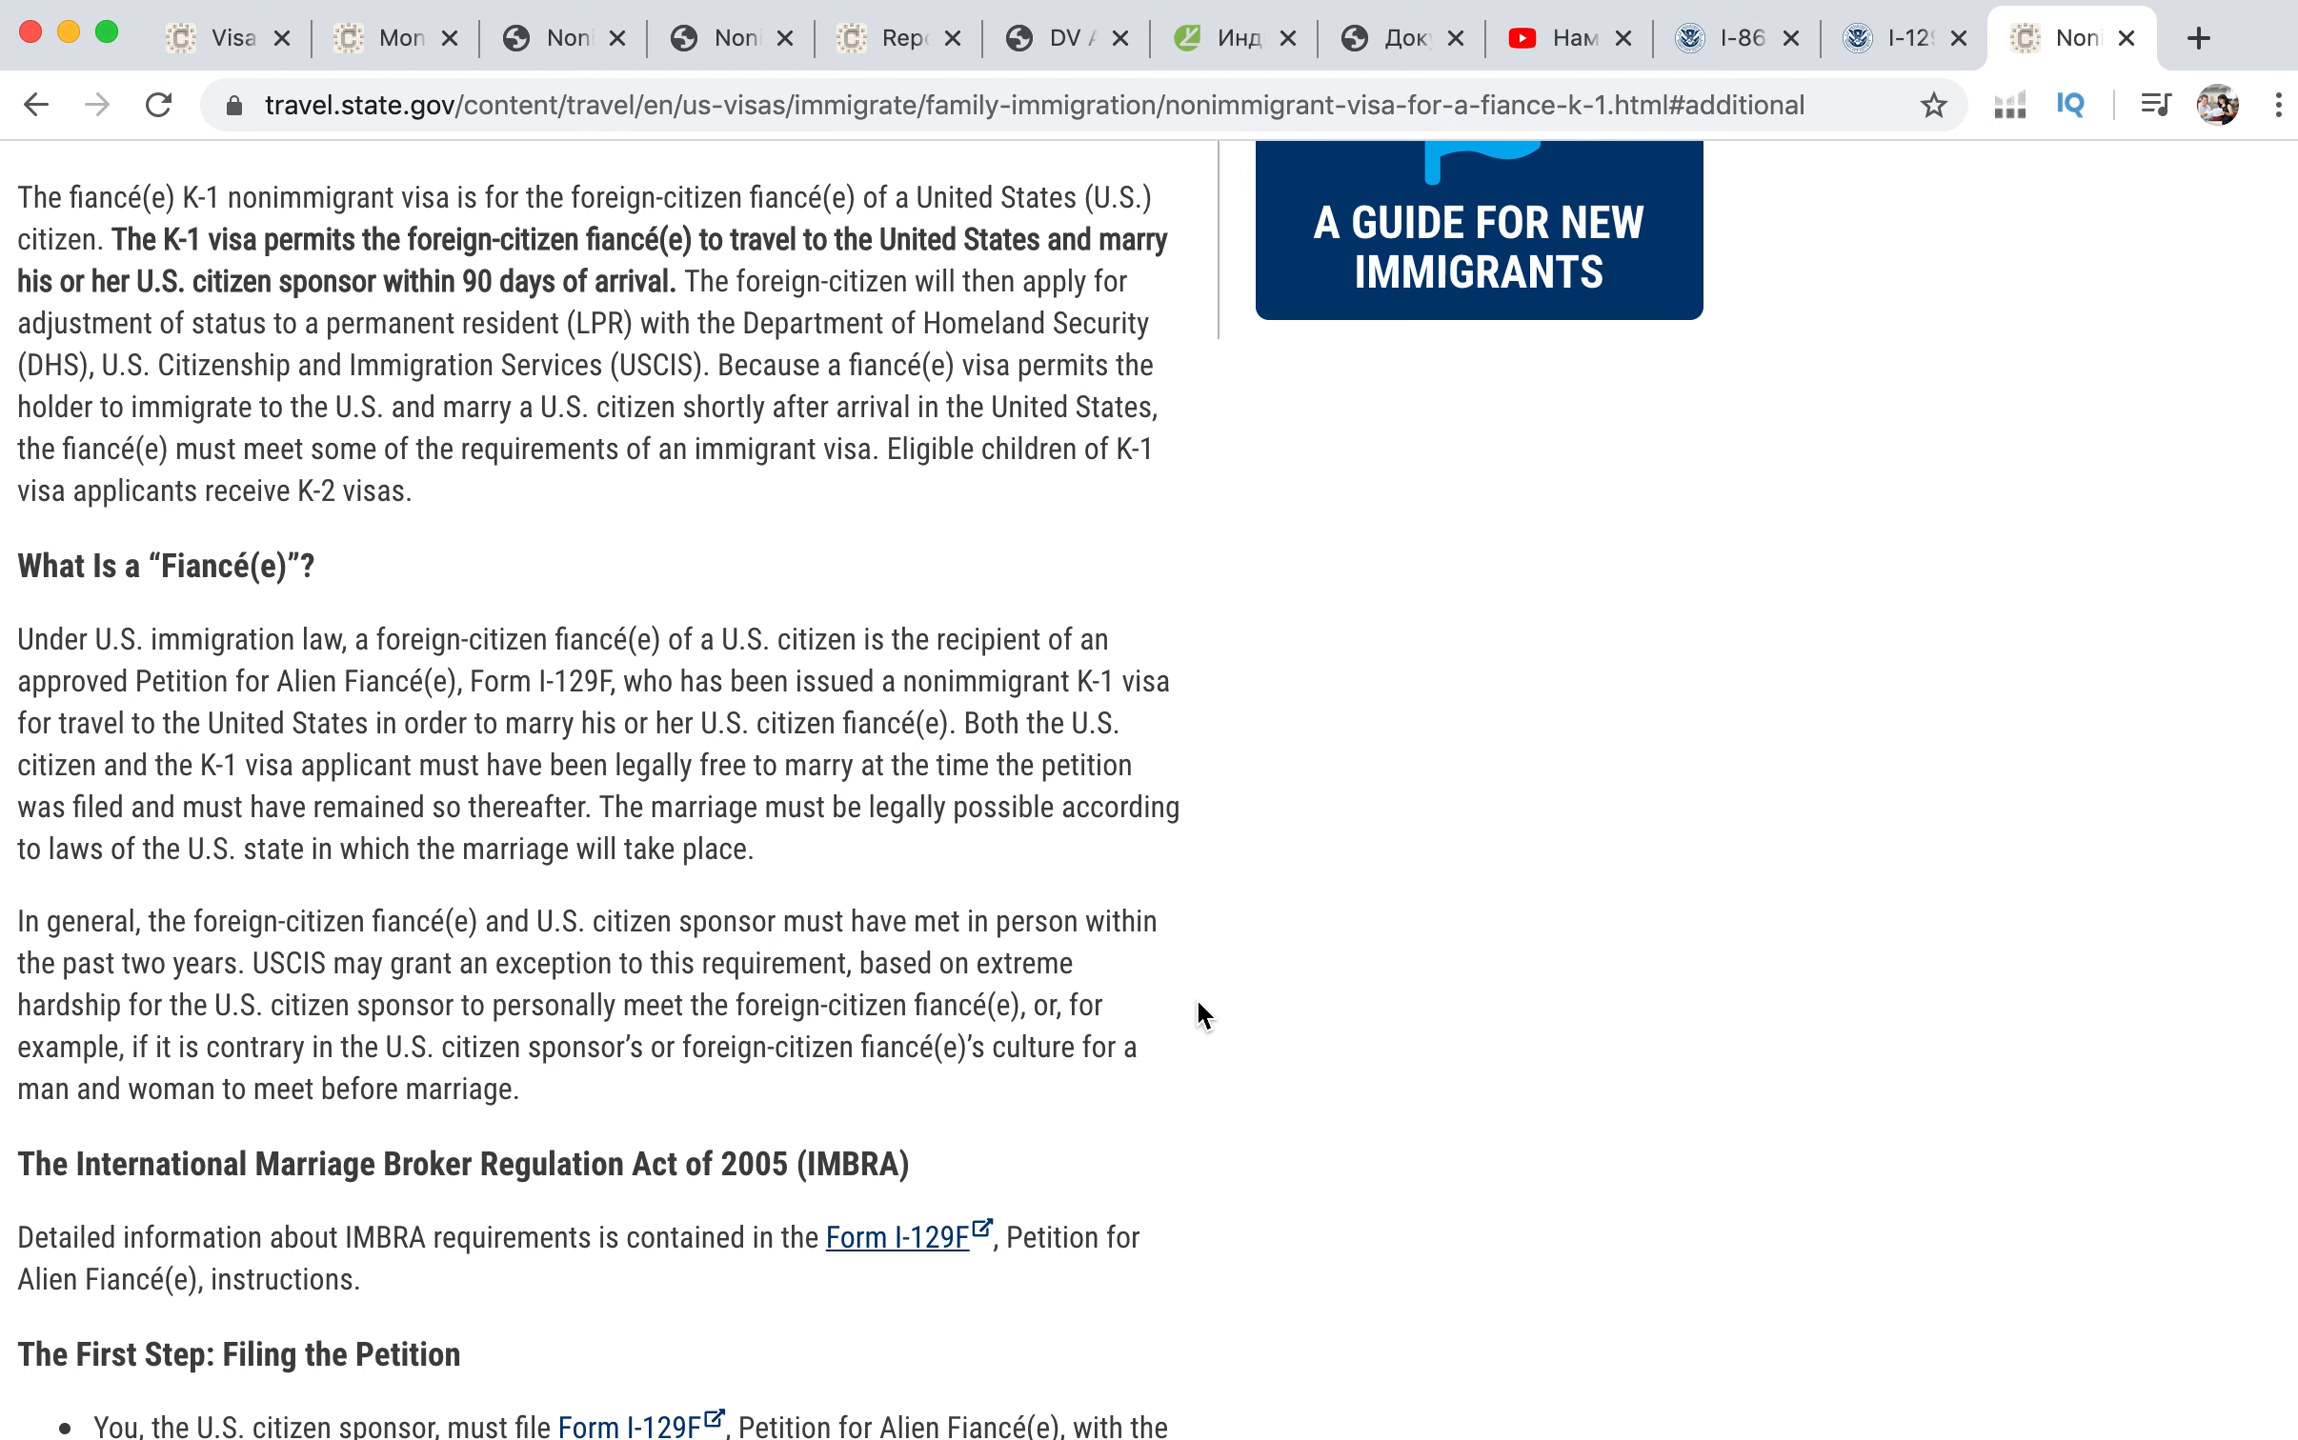 Visa
Mon
Noni
Noni
Repo
DV A
Инд
Док
Нам
I-86
I-129
Noni
travel.state.gov/content/travel/en/us-visas/immigrate/family-immigration/nonimmigrant-visa-for-a-fiance-k-1.html#additional
IQ
The fiancé(e) K-1 nonimmigrant visa is for the foreign-citizen fiancé(e) of a United States (U.S.)
citizen. The K-1 visa permits the foreign-citizen fiancé(e) to travel to the United States and marry
his or her U.S. citizen sponsor within 90 days of arrival. The foreign-citizen will then apply for
adjustment of status to a permanent resident (LPR) with the Department of Homeland Security
(DHS), U.S. Citizenship and Immigration Services (USCIS). Because a fiancé(e) visa permits the
holder to immigrate to the U.S. and marry a U.S. citizen shortly after arrival in the United States,
the fiancé(e) must meet some of the requirements of an immigrant visa. Eligible children of K-1
visa applicants receive K-2 visas.
What Is a “Fiancé(e)”?
Under U.S. immigration law, a foreign-citizen fiancé(e) of a U.S. citizen is the recipient of an
approved Petition for Alien Fiancé(e), Form I-129F, who has been issued a nonimmigrant K-1 visa
for travel to the United States in order to marry his or her U.S. citizen fiancé(e). Both the U.S.
citizen and the K-1 visa applicant must have been legally free to marry at the time the petition
was filed and must have remained so thereafter. The marriage must be legally possible according
to laws of the U.S. state in which the marriage will take place.
In general, the foreign-citizen fiancé(e) and U.S. citizen sponsor must have met in person within
the past two years. USCIS may grant an exception to this requirement, based on extreme
hardship for the U.S. citizen sponsor to personally meet the foreign-citizen fiancé(e), or, for
example, if it is contrary in the U.S. citizen sponsor’s or foreign-citizen fiancé(e)’s culture for a
man and woman to meet before marriage.
The International Marriage Broker Regulation Act of 2005 (IMBRA)
Detailed information about IMBRA requirements is contained in the Form I-129F, Petition for
Alien Fiancé(e), instructions.
The First Step: Filing the Petition
• You, the U.S. citizen sponsor, must file Form I-129F, Petition for Alien Fiancé(e), with the
A GUIDE FOR NEW
IMMIGRANTS